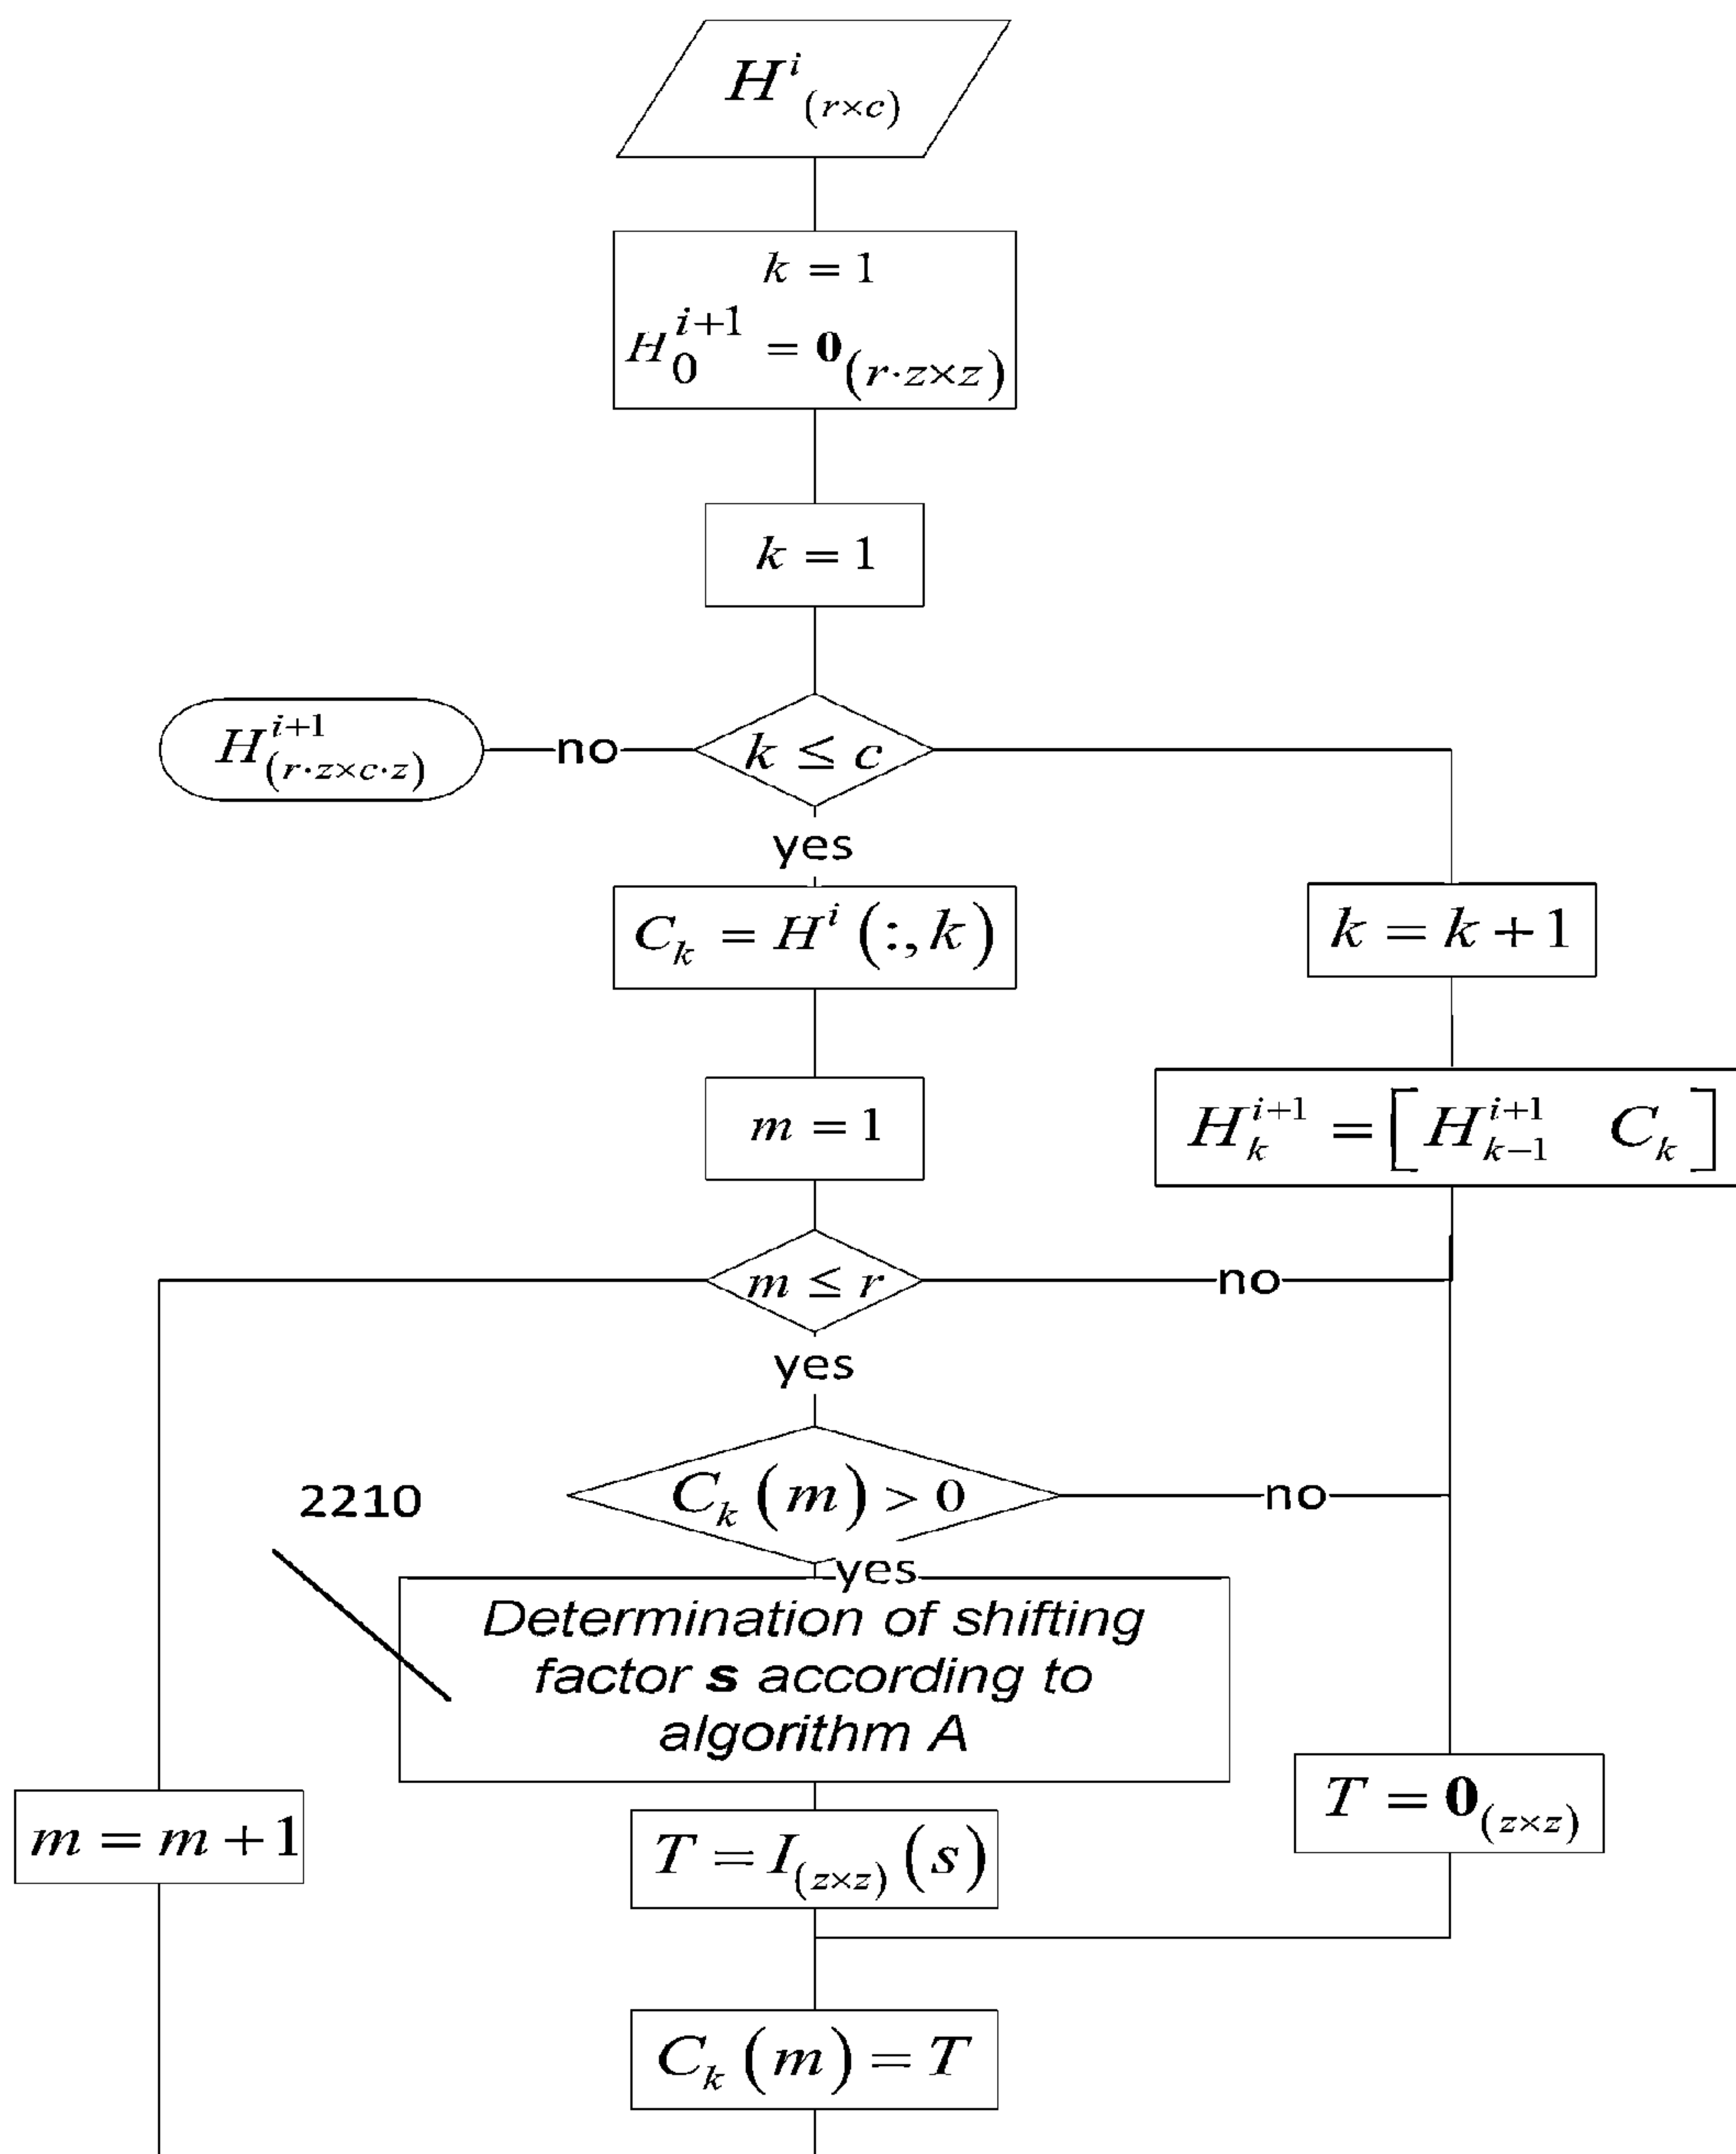 H^i_(r×c)
k = 1
H_0^{i+1} = 0_(r·z×z)
k = 1
H^{i+1}_(r·z×c·z)
no
k ≤ c
yes
C_k = H^i (:, k)
k = k + 1
m = 1
H_k^{i+1} = [ H_{k-1}^{i+1} C_k ]
m ≤ r
no
yes
C_k (m) > 0
no
2210
yes
Determination of shifting
factor s according to
algorithm A
m = m + 1
T = I_(z×z) (s)
T = 0_(z×z)
C_k (m) = T